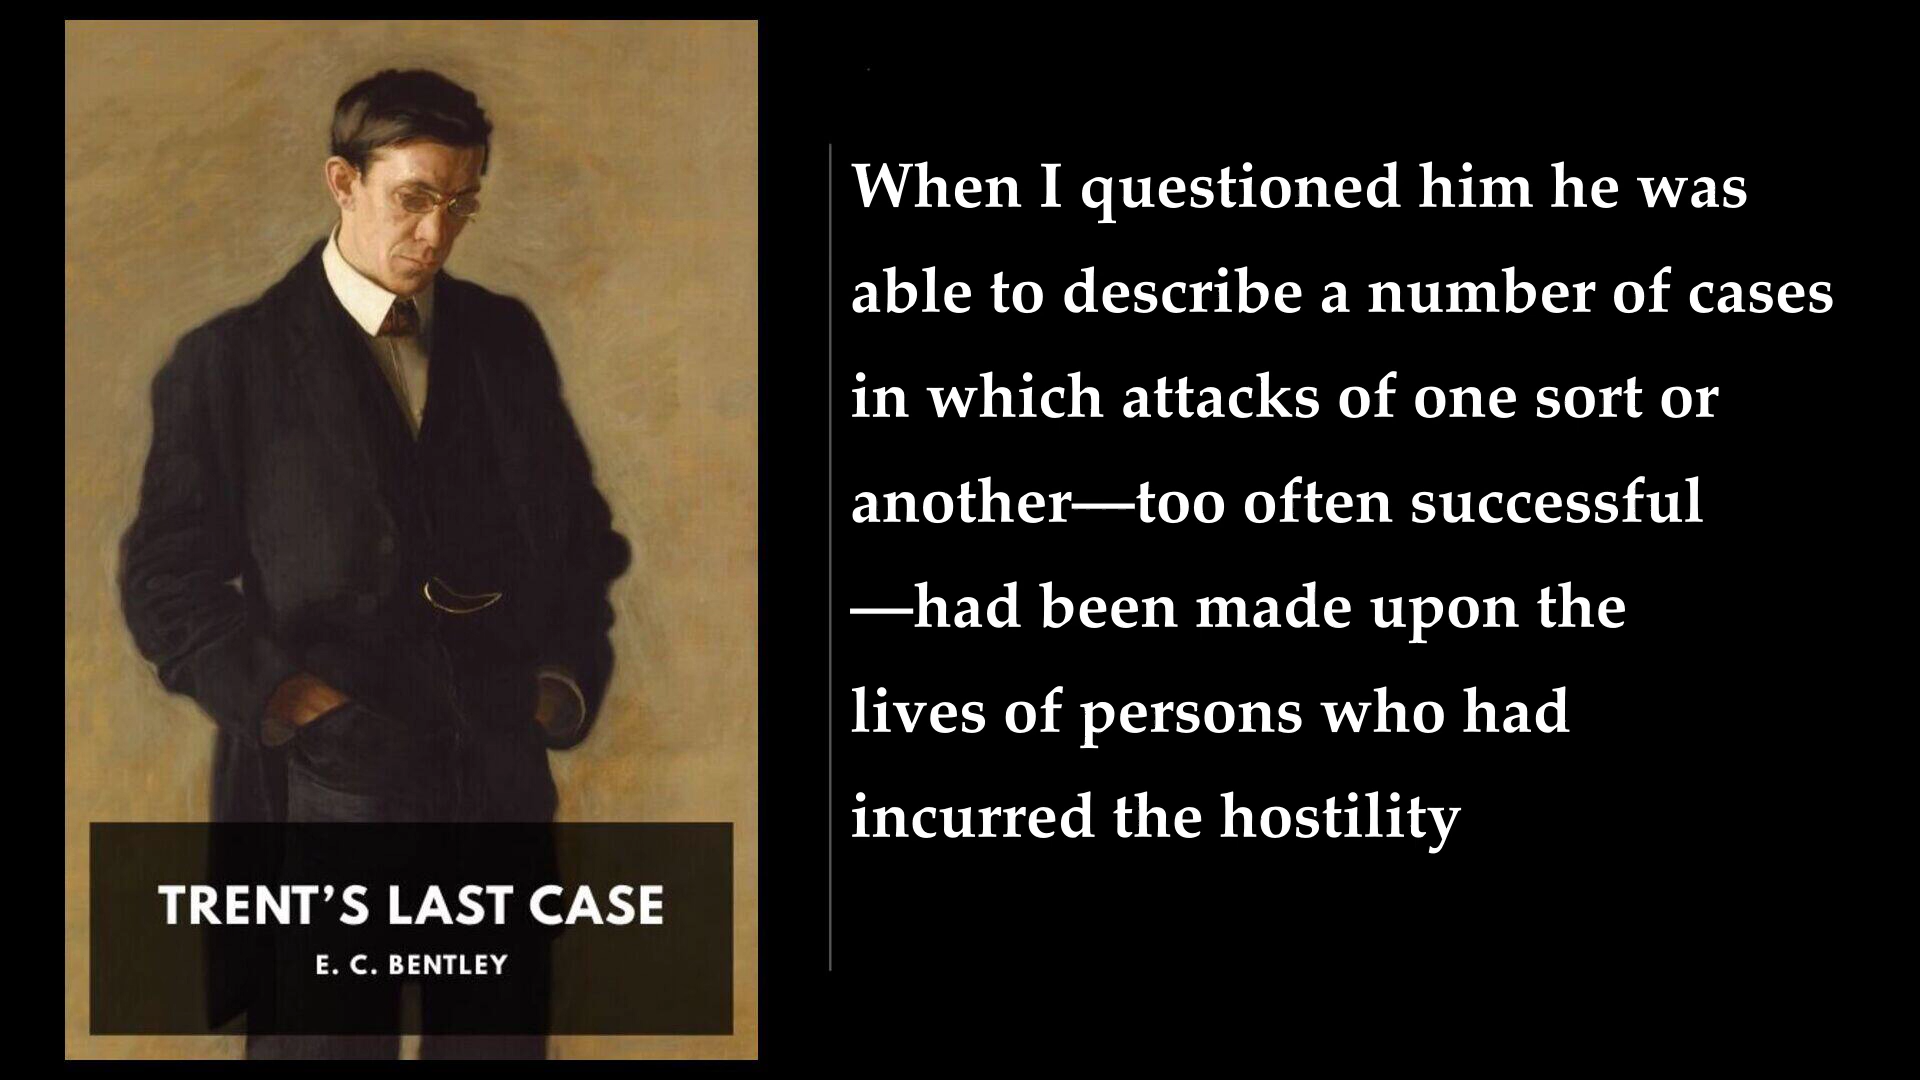 TRENT’S LAST CASE
E. C. BENTLEY
When I questioned him he was
able to describe a number of cases
in which attacks of one sort or
another—too often successful
—had been made upon the
lives of persons who had
incurred the hostility